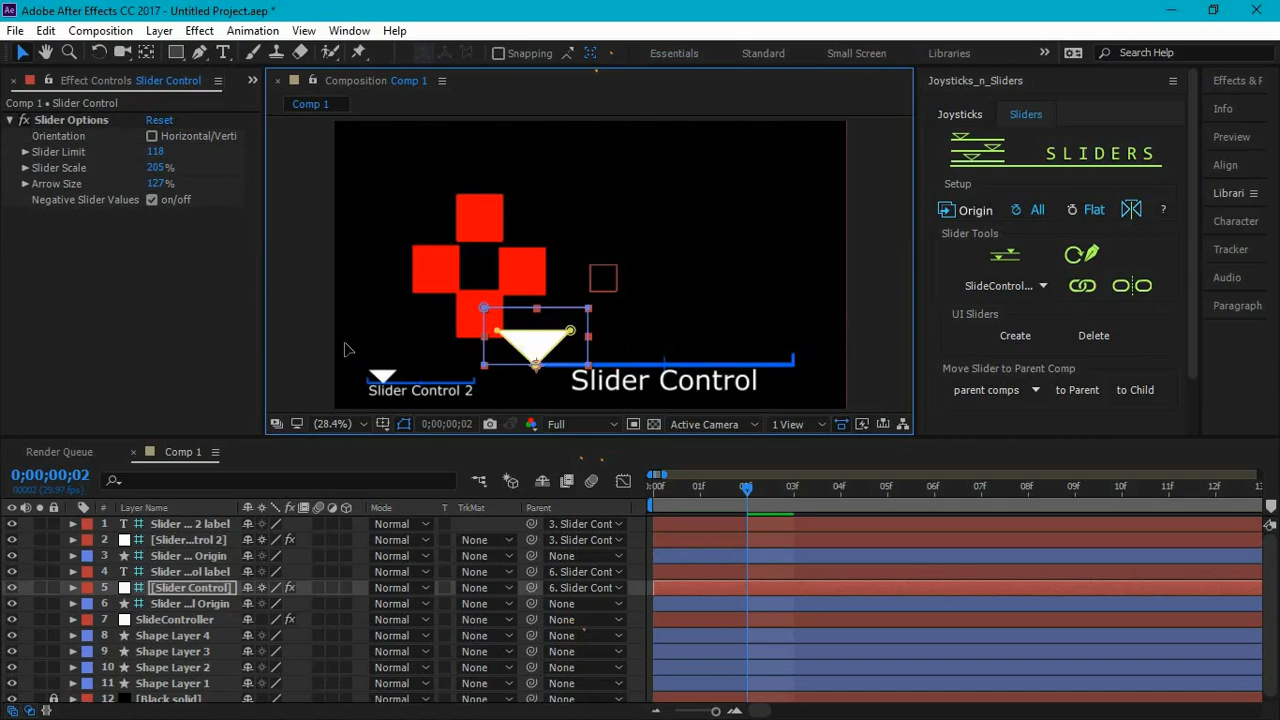 Adobe After Effects CC 2017 - Untitled Project.aep *
File Edit Composition Layer Effect Animation View Window Help
Snapping Essentials Standard Small Screen Libraries Search Help
Effect Controls Slider Control
Comp 1 • Slider Control
fx Slider Options Reset
Orientation Horizontal/Verti
Slider Limit 118
Slider Scale 205%
Arrow Size 127%
Negative Slider Values on/off
Composition Comp 1
Comp 1
Slider Control 2
Slider Control
(28.4%) 0;00;00;02 Full Active Camera 1 View
Joysticks_n_Sliders
Joysticks Sliders
SLIDERS
Setup
Origin All Flat ?
Slider Tools
SlideControl...
UI Sliders
Create Delete
Move Slider to Parent Comp
parent comps to Parent to Child
Effects & F
Info
Preview
Align
Librari
Character
Tracker
Audio
Paragraph
Render Queue Comp 1
0;00;00;02
00002 (29.97 fps)
:00f 01f 02f 03f 04f 05f 06f 07f 08f 09f 10f 11f 12f 13
# Layer Name Mode T TrkMat Parent
1 T Slider ... 2 label Normal 3. Slider Cont
2 [Slider...trol 2] fx Normal None 3. Slider Cont
3 Slider ... Origin Normal None None
4 T Slider ...ol label Normal None 6. Slider Cont
5 [Slider Control] fx Normal None 6. Slider Cont
6 Slider ...l Origin Normal None None
7 SlideController fx Normal None None
8 Shape Layer 4 Normal None None
9 Shape Layer 3 Normal None None
10 Shape Layer 2 Normal None None
11 Shape Layer 1 Normal None None
12 [Black solid] Normal None None